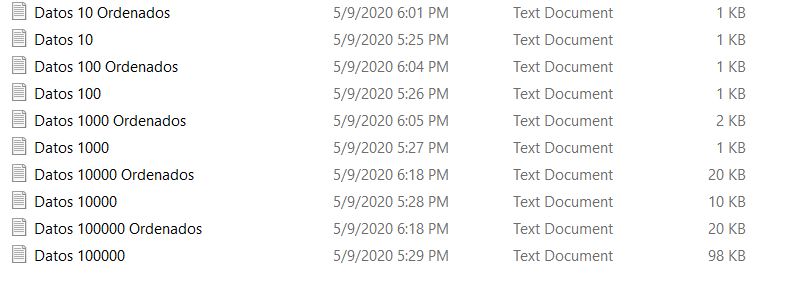 Datos 10 Ordenados 5/9/2020 6:01 PM Text Document 1 KB
Datos 10 5/9/2020 5:25 PM Text Document 1 KB
Datos 100 Ordenados 5/9/2020 6:04 PM Text Document 1 KB
Datos 100 5/9/2020 5:26 PM Text Document 1 KB
Datos 1000 Ordenados 5/9/2020 6:05 PM Text Document 2 KB
Datos 1000 5/9/2020 5:27 PM Text Document 1 KB
Datos 10000 Ordenados 5/9/2020 6:18 PM Text Document 20 KB
Datos 10000 5/9/2020 5:28 PM Text Document 10 KB
Datos 100000 Ordenados 5/9/2020 6:18 PM Text Document 20 KB
Datos 100000 5/9/2020 5:29 PM Text Document 98 KB